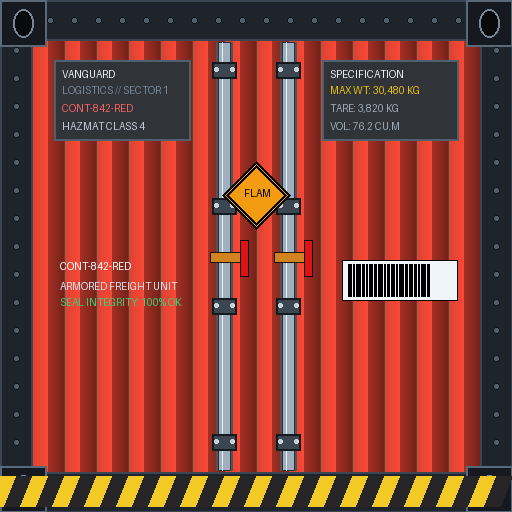 VANGUARD
LOGISTICS // SECTOR 1
CONT-842-RED
HAZMAT CLASS 4
SPECIFICATION
MAX WT: 30,480 KG
TARE: 3,820 KG
VOL: 76.2 CU.M
FLAM
CONT-842-RED
ARMORED FREIGHT UNIT
SEAL INTEGRITY: 100% OK